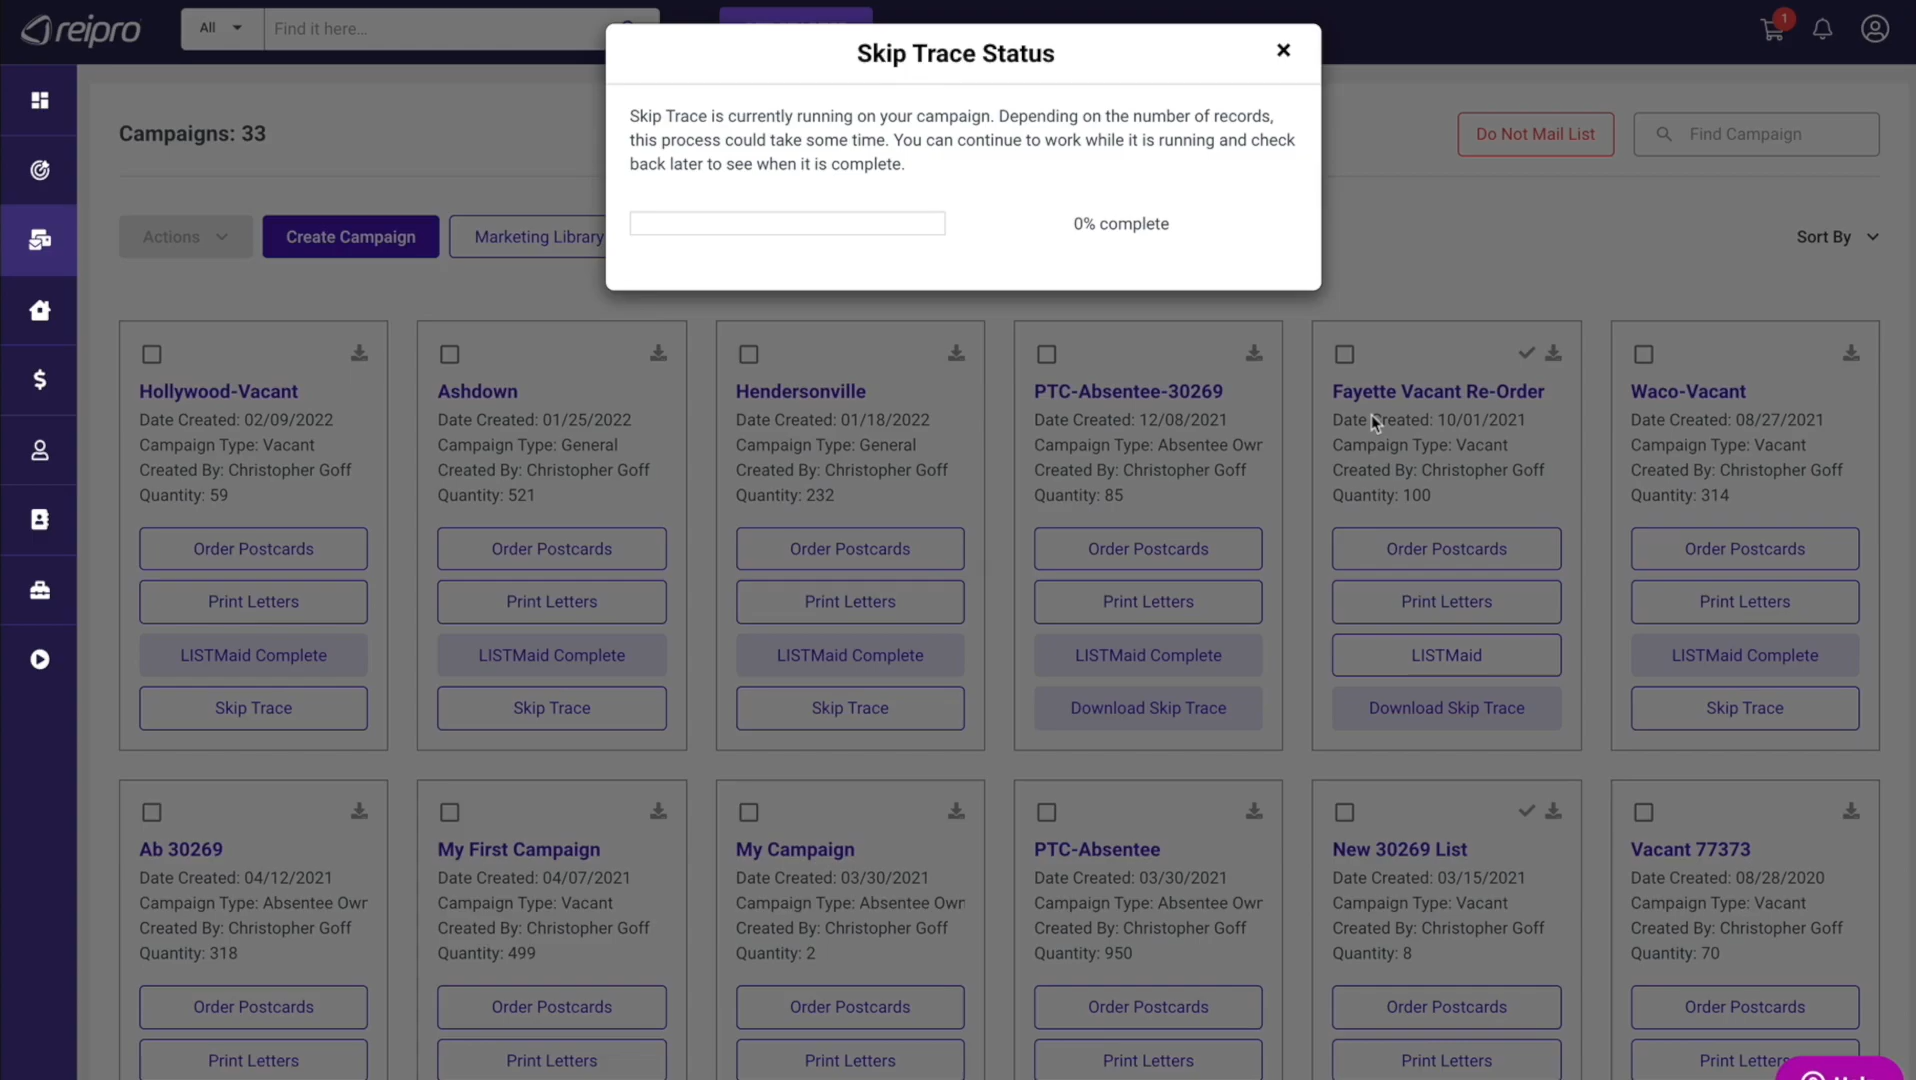 reipro
All
Find it here...
1
Skip Trace Status
Skip Trace is currently running on your campaign. Depending on the number of records,
this process could take some time. You can continue to work while it is running and check
back later to see when it is complete.
0% complete
Campaigns: 33
Do Not Mail List
Find Campaign
Actions
Create Campaign
Marketing Library
Sort By
Hollywood-Vacant
Date Created: 02/09/2022
Campaign Type: Vacant
Created By: Christopher Goff
Quantity: 59
Order Postcards
Print Letters
LISTMaid Complete
Skip Trace
Ashdown
Date Created: 01/25/2022
Campaign Type: General
Created By: Christopher Goff
Quantity: 521
Order Postcards
Print Letters
LISTMaid Complete
Skip Trace
Hendersonville
Date Created: 01/18/2022
Campaign Type: General
Created By: Christopher Goff
Quantity: 232
Order Postcards
Print Letters
LISTMaid Complete
Skip Trace
PTC-Absentee-30269
Date Created: 12/08/2021
Campaign Type: Absentee Owr
Created By: Christopher Goff
Quantity: 85
Order Postcards
Print Letters
LISTMaid Complete
Download Skip Trace
Fayette Vacant Re-Order
Date Created: 10/01/2021
Campaign Type: Vacant
Created By: Christopher Goff
Quantity: 100
Order Postcards
Print Letters
LISTMaid
Download Skip Trace
Waco-Vacant
Date Created: 08/27/2021
Campaign Type: Vacant
Created By: Christopher Goff
Quantity: 314
Order Postcards
Print Letters
LISTMaid Complete
Skip Trace
Ab 30269
Date Created: 04/12/2021
Campaign Type: Absentee Owr
Created By: Christopher Goff
Quantity: 318
Order Postcards
Print Letters
My First Campaign
Date Created: 04/07/2021
Campaign Type: Vacant
Created By: Christopher Goff
Quantity: 499
Order Postcards
Print Letters
My Campaign
Date Created: 03/30/2021
Campaign Type: Absentee Owr
Created By: Christopher Goff
Quantity: 2
Order Postcards
Print Letters
PTC-Absentee
Date Created: 03/30/2021
Campaign Type: Absentee Owr
Created By: Christopher Goff
Quantity: 950
Order Postcards
Print Letters
New 30269 List
Date Created: 03/15/2021
Campaign Type: Vacant
Created By: Christopher Goff
Quantity: 8
Order Postcards
Print Letters
Vacant 77373
Date Created: 08/28/2020
Campaign Type: Vacant
Created By: Christopher Goff
Quantity: 70
Order Postcards
Print Letters